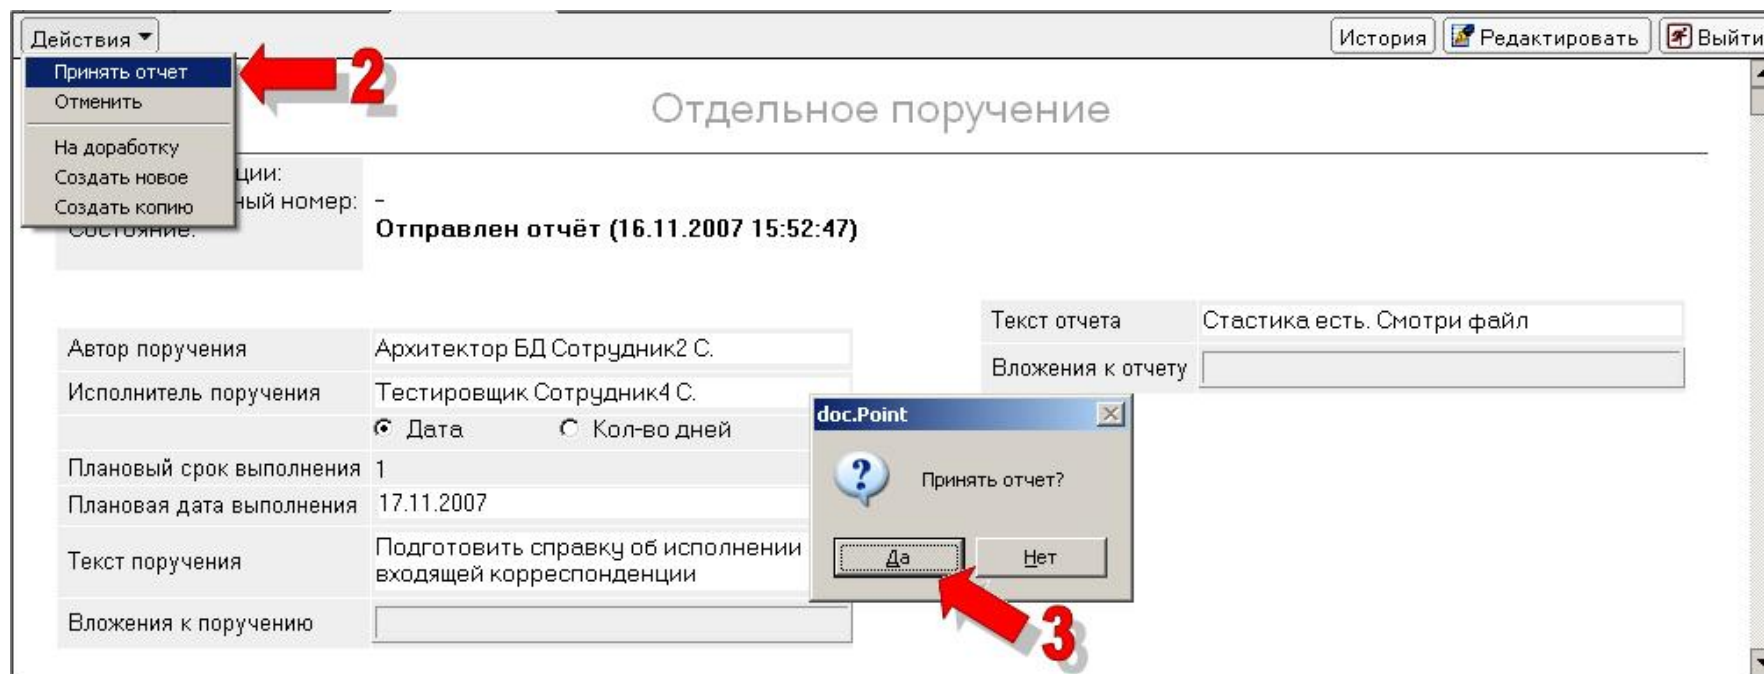 Действия
История
Редактировать
Выйти
Принять отчет
Отменить
На доработку
Создать новое
Создать копию
2
Отдельное поручение
ции:
ный номер: -
Состояние: Отправлен отчёт (16.11.2007 15:52:47)
Текст отчета Стастика есть. Смотри файл
Вложения к отчету
Автор поручения Архитектор БД Сотрудник2 С.
Исполнитель поручения Тестировщик Сотрудник4 С.
Дата Кол-во дней
Плановый срок выполнения 1
Плановая дата выполнения 17.11.2007
Текст поручения Подготовить справку об исполнении
входящей корреспонденции
Вложения к поручению
doc.Point
Принять отчет?
Да Нет
3